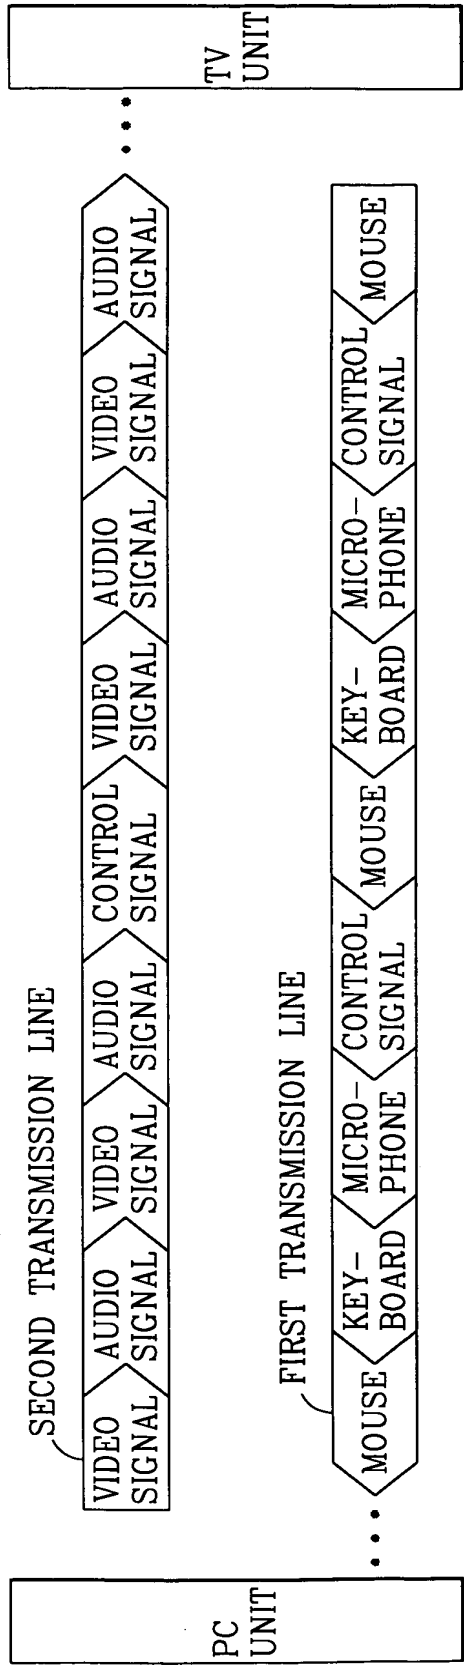 PC
UNIT
SECOND TRANSMISSION LINE
VIDEO
SIGNAL
AUDIO
SIGNAL
VIDEO
SIGNAL
AUDIO
SIGNAL
CONTROL
SIGNAL
VIDEO
SIGNAL
AUDIO
SIGNAL
VIDEO
SIGNAL
AUDIO
SIGNAL
•••
TV
UNIT
FIRST TRANSMISSION LINE
•••
MOUSE
KEY-
BOARD
MICRO-
PHONE
CONTROL
SIGNAL
MOUSE
KEY-
BOARD
MICRO-
PHONE
CONTROL
SIGNAL
MOUSE